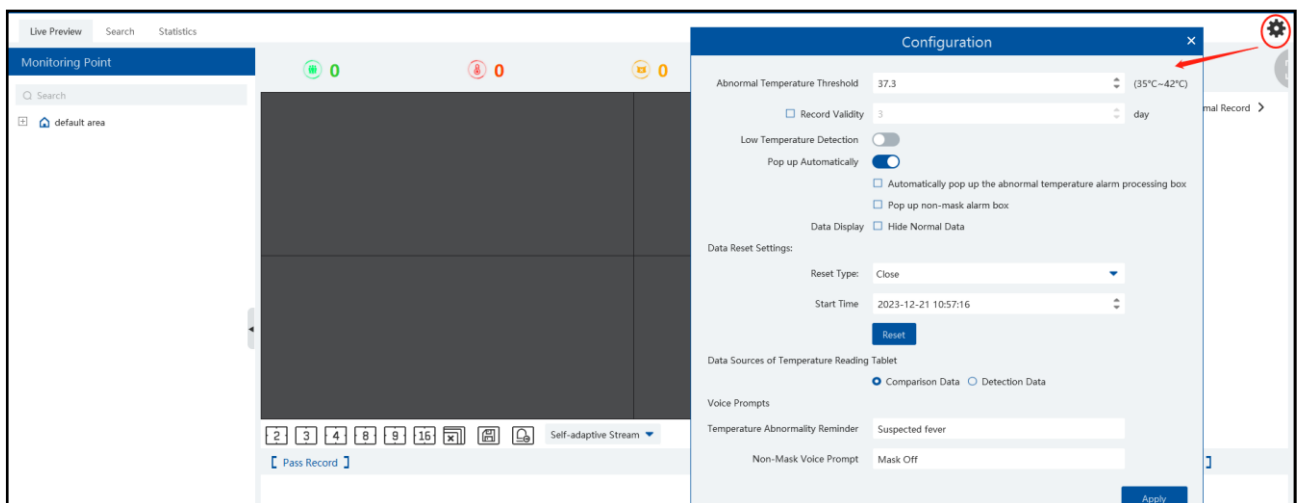 Live Preview Search Statistics
Configuration ×
Monitoring Point
0 0 0
Search
default area
Abnormal Temperature Threshold 37.3 (35°C~42°C)
mal Record >
Record Validity 3 day
Low Temperature Detection
Pop up Automatically
Automatically pop up the abnormal temperature alarm processing box
Pop up non-mask alarm box
Data Display Hide Normal Data
Data Reset Settings:
Reset Type: Close
Start Time 2023-12-21 10:57:16
Reset
Data Sources of Temperature Reading Tablet
Comparison Data Detection Data
Voice Prompts
Temperature Abnormality Reminder Suspected fever
Non-Mask Voice Prompt Mask Off
Apply
2 3 4 8 9 16 Self-adaptive Stream
[ Pass Record ] ]